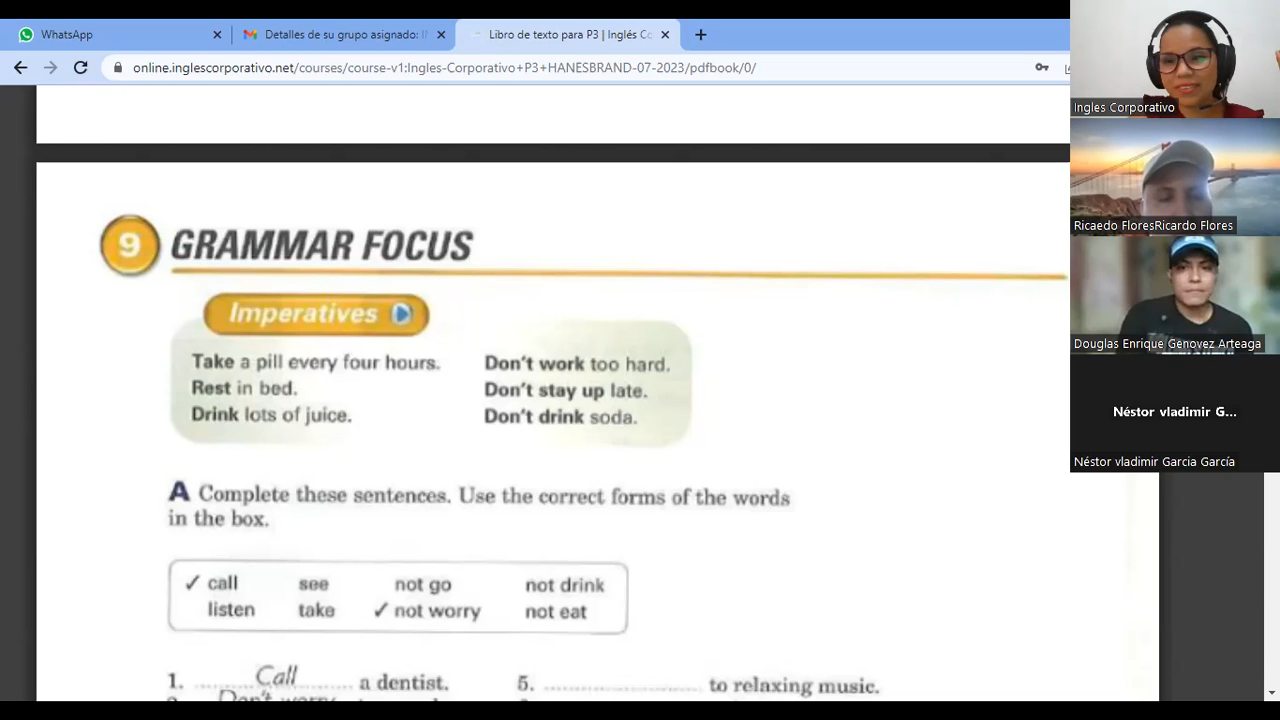 WhatsApp
Detalles de su grupo asignado: I
Libro de texto para P3 | Inglés Co
online.inglescorporativo.net/courses/course-v1:Ingles-Corporativo+P3+HANESBRAND-07-2023/pdfbook/0/
Ingles Corporativo
Ricaedo FloresRicardo Flores
Douglas Enrique Genovez Arteaga
Néstor vladimir G...
Néstor vladimir Garcia García
9 GRAMMAR FOCUS
Imperatives
Take a pill every four hours. Don't work too hard.
Rest in bed. Don't stay up late.
Drink lots of juice. Don't drink soda.
A Complete these sentences. Use the correct forms of the words
in the box.
✓ call see not go not drink
listen take ✓ not worry not eat
1. Call a dentist. 5. to relaxing music.
Don't worry